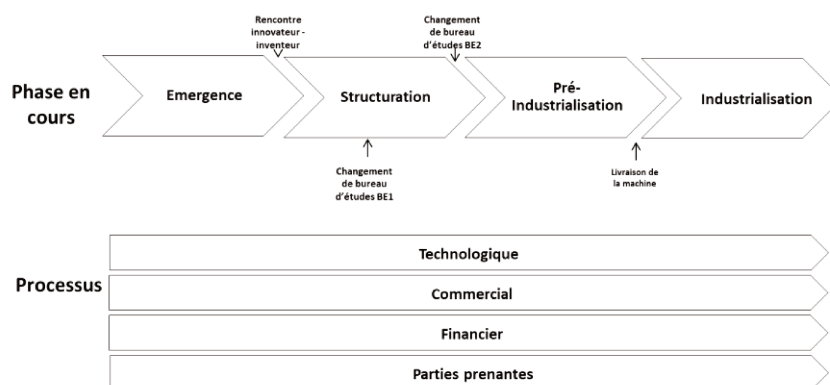 Rencontre
innovateur -
inventeur
Changement
de bureau
d'études BE2
Phase en
cours
Emergence
Structuration
Pré-
Industrialisation
Industrialisation
Changement
de bureau
d'études BE1
Livraison de
la machine
Processus
Technologique
Commercial
Financier
Parties prenantes